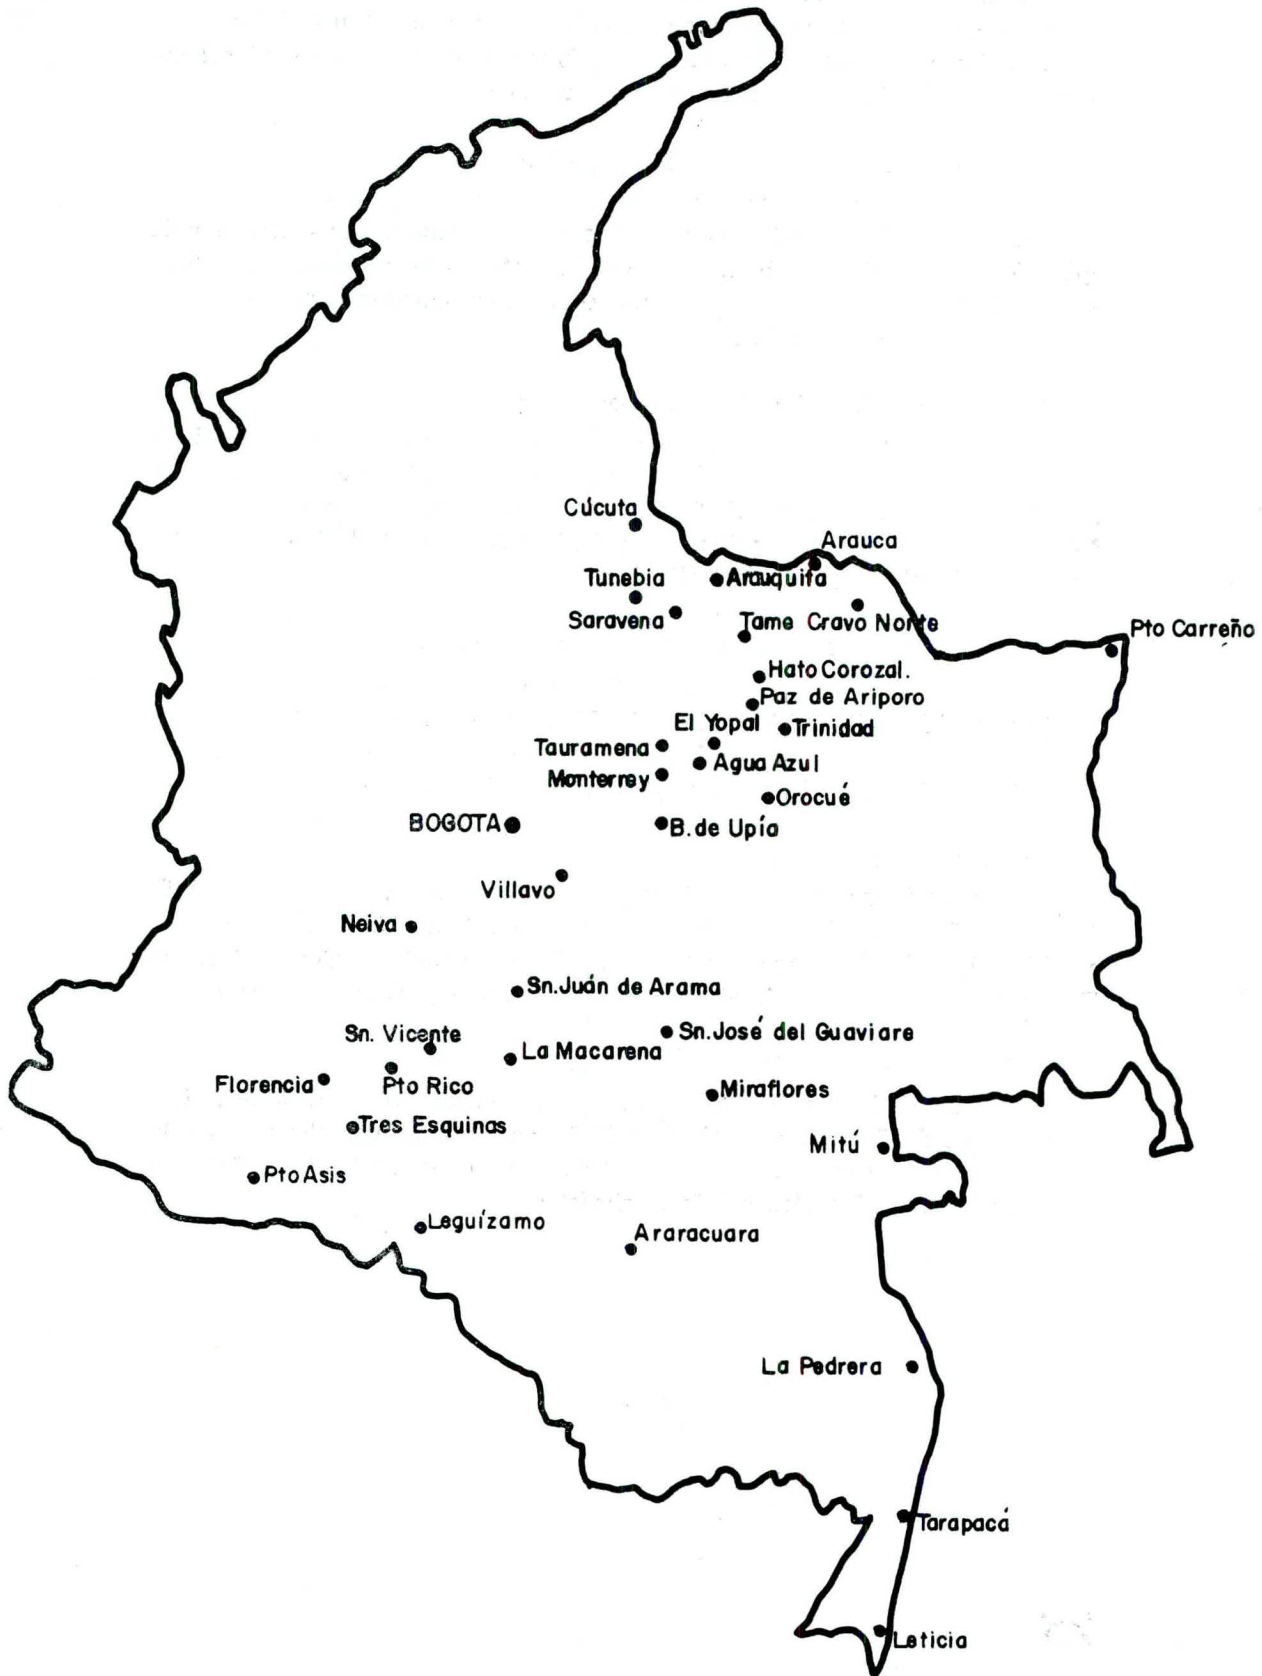 Cúcuta
Arauca
Tunebia
Arauquita
Saravena
Tame Cravo Norte
Pto Carreño
Hato Corozal.
Paz de Ariporo
El Yopal
Trinidad
Tauramena
Agua Azul
Monterrey
Orocué
BOGOTA
B. de Upía
Villavo
Neiva
Sn. Juán de Arama
Sn. Vicente
Sn. José del Guaviare
La Macarena
Florencia
Pto Rico
Miraflores
Tres Esquinas
Mitú
Pto Asis
Leguízamo
Araracuara
La Pedrera
Tarapacá
Leticia